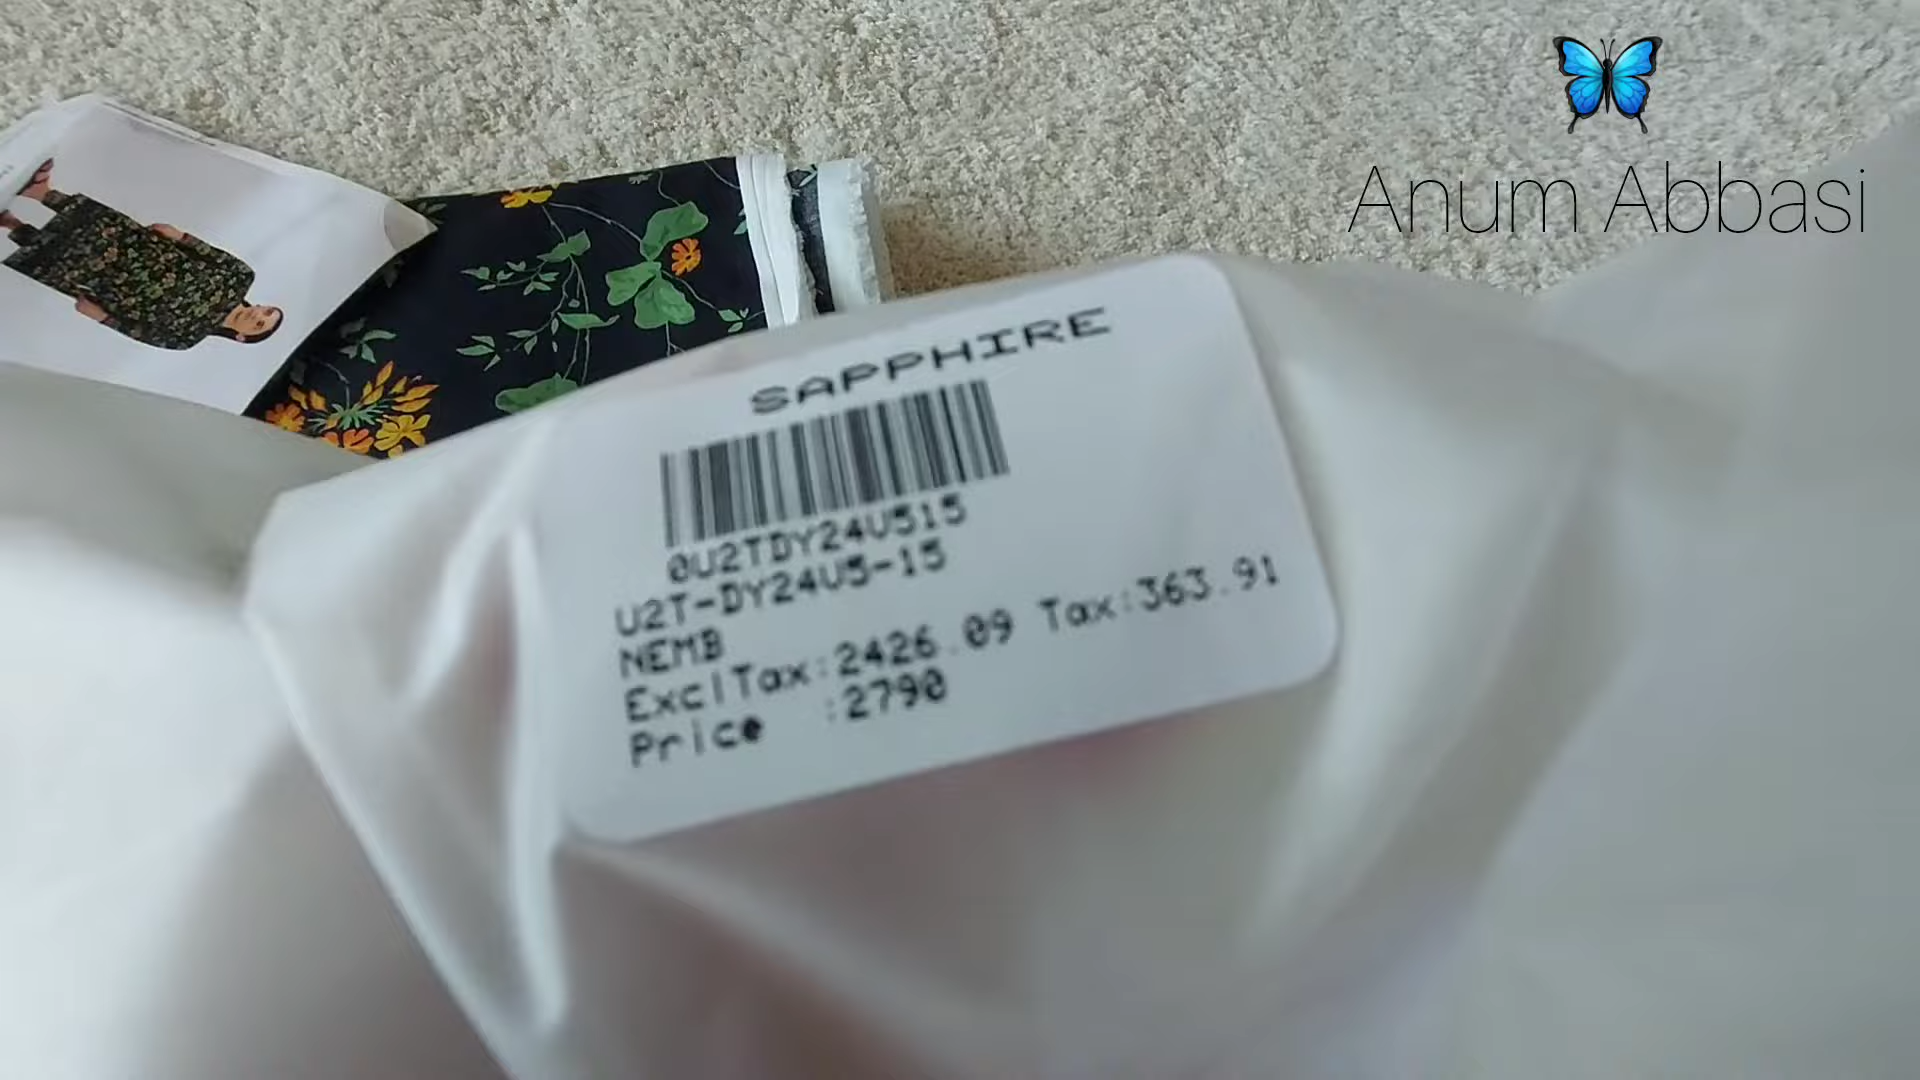 Anum Abbasi
SAPPHIRE
0U2TDY24U515
U2T-DY24U5-15
NEMB
ExclTax:2426.09 Tax:363.91
Price :2790